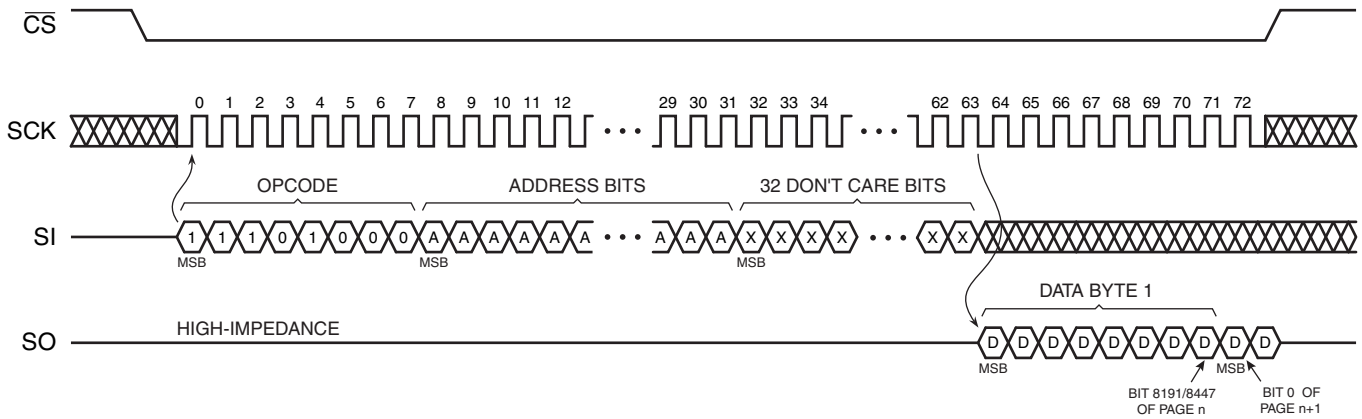 CS
0 1 2 3 4 5 6 7 8 9 10 11 12 29 30 31 32 33 34 62 63 64 65 66 67 68 69 70 71 72
SCK
OPCODE ADDRESS BITS 32 DON'T CARE BITS
SI 1 1 1 0 1 0 0 0 A A A A A A A A A X X X X X X
MSB MSB MSB
DATA BYTE 1
HIGH-IMPEDANCE
SO D D D D D D D D D D
MSB MSB
BIT 8191/8447
OF PAGE n
BIT 0 OF
PAGE n+1